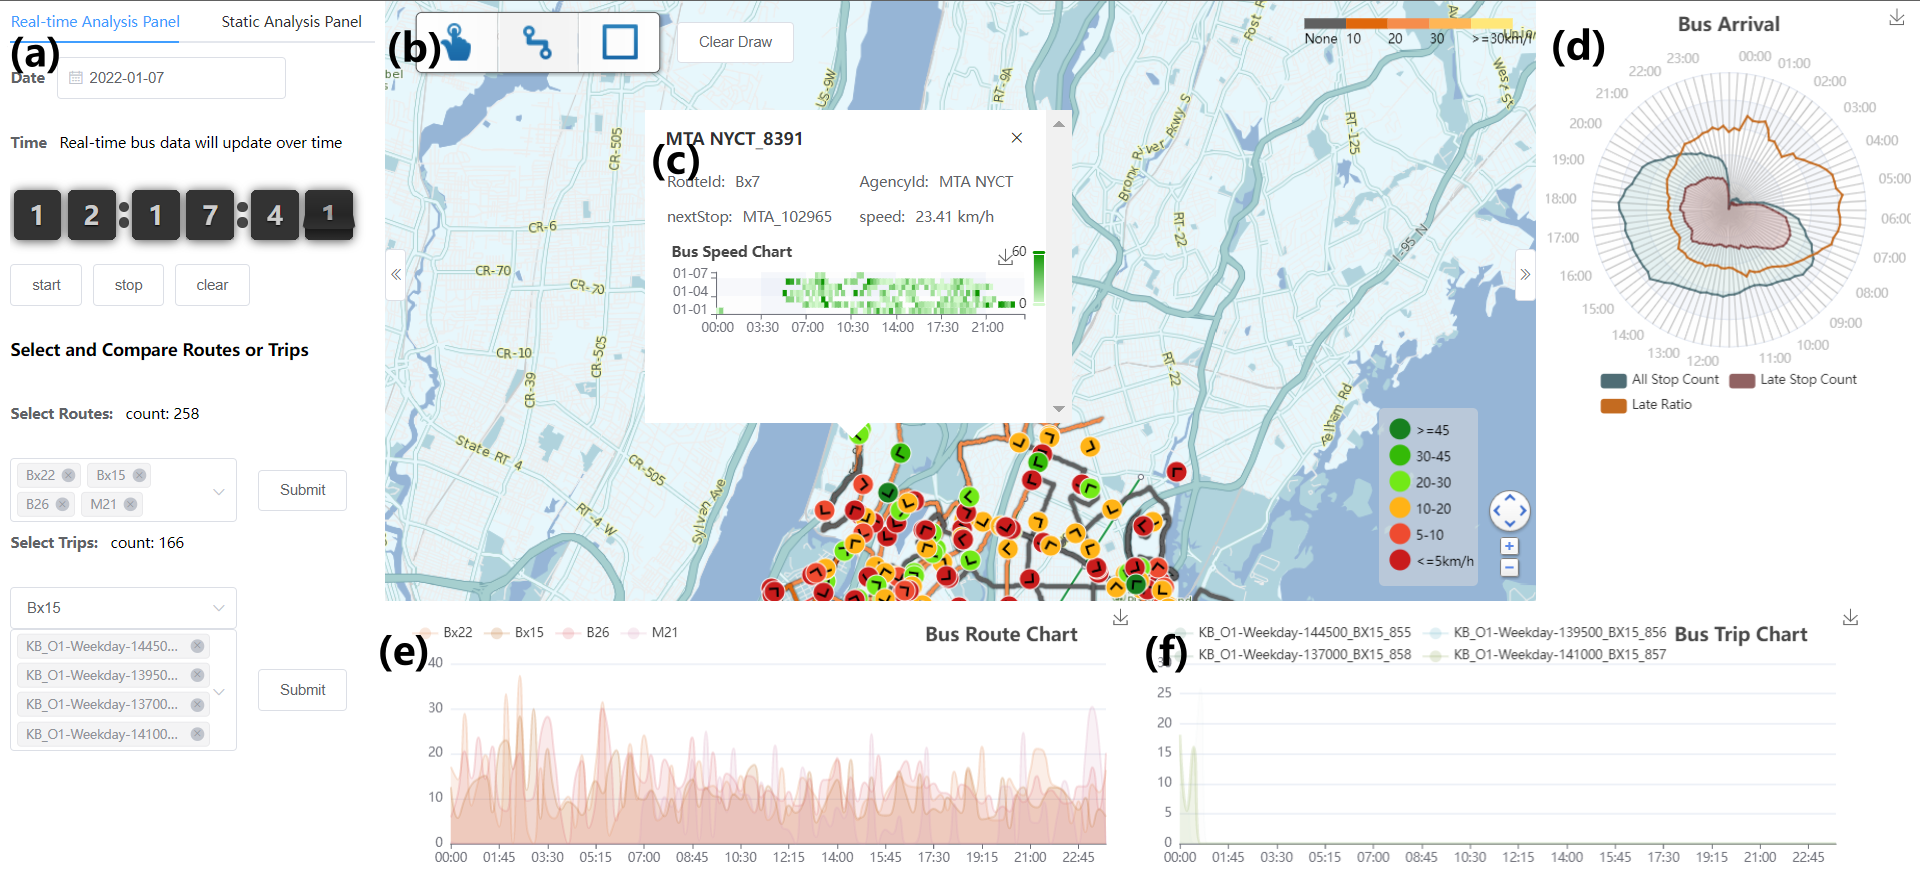 Real-time Analysis Panel
Static Analysis Panel
(a)
Date
2022-01-07
Time Real-time bus data will update over time
1 2 : 1 7 : 4 1
start
stop
clear
Select and Compare Routes or Trips
Select Routes: count: 258
Bx22
Bx15
B26
M21
Submit
Select Trips: count: 166
Bx15
KB_O1-Weekday-14450...
KB_O1-Weekday-13950...
KB_O1-Weekday-13700...
KB_O1-Weekday-14100...
Submit
(b)
Clear Draw
None 10 20 30 >=30km/h
bel
US-9W
RT-9A
Post R
CR-505
RT-125
Bronx River Pkwy S
CR-6
CR-70
CR-70
CR-10
CR-505
CR-39
State RT-4
CR-505
RT-4 W
Sylvan Ave
RT-22
RT-22
I-95 N
(c)
MTA NYCT_8391
RouteId: Bx7
AgencyId: MTA NYCT
nextStop: MTA_102965
speed: 23.41 km/h
Bus Speed Chart
60
0
01-07
01-04
01-01
00:00 03:30 07:00 10:30 14:00 17:30 21:00
>=45
30-45
20-30
10-20
5-10
<=5km/h
«
»
+
−
(d)
Bus Arrival
00:00
01:00
02:00
03:00
04:00
05:00
06:00
07:00
08:00
09:00
10:00
11:00
12:00
13:00
14:00
15:00
16:00
17:00
18:00
19:00
20:00
21:00
22:00
23:00
All Stop Count
Late Stop Count
Late Ratio
(e)
Bx22
Bx15
B26
M21
Bus Route Chart
40
30
20
10
0
00:00 01:45 03:30 05:15 07:00 08:45 10:30 12:15 14:00 15:45 17:30 19:15 21:00 22:45
(f)
KB_O1-Weekday-144500_BX15_855
KB_O1-Weekday-139500_BX15_856
KB_O1-Weekday-137000_BX15_858
KB_O1-Weekday-141000_BX15_857
Bus Trip Chart
30
25
20
15
10
5
0
00:00 01:45 03:30 05:15 07:00 08:45 10:30 12:15 14:00 15:45 17:30 19:15 21:00 22:45